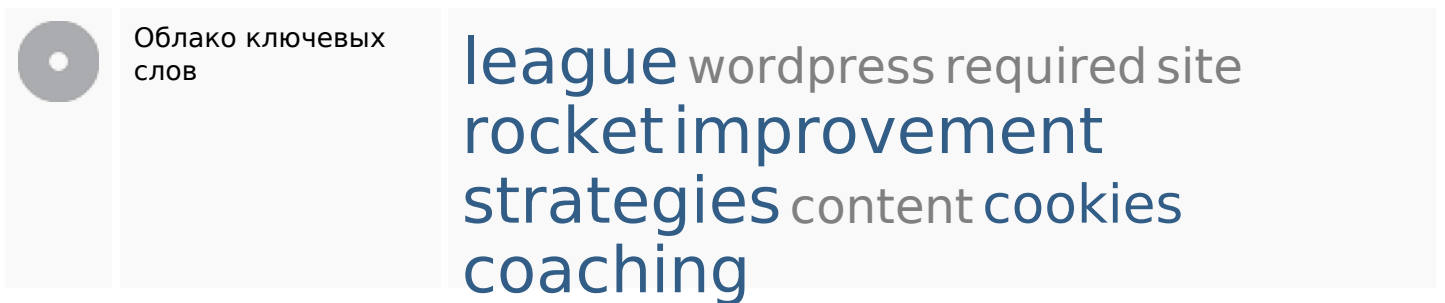 Облако ключевых
слов
league wordpress required site
rocket improvement
strategies content cookies
coaching